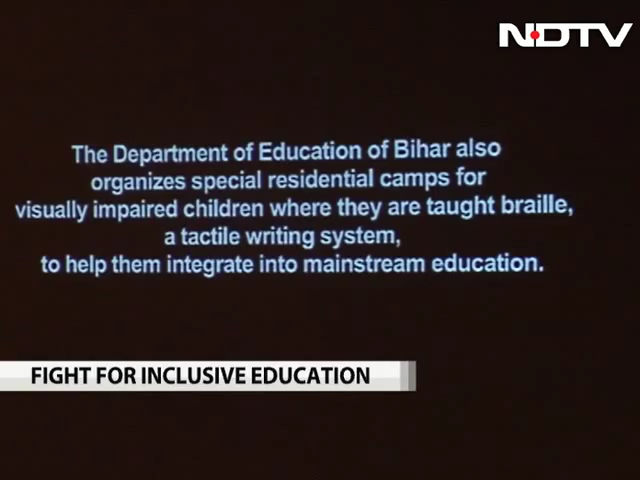 NDTV
The Department of Education of Bihar also
organizes special residential camps for
visually impaired children where they are taught braille,
a tactile writing system,
to help them integrate into mainstream education.
FIGHT FOR INCLUSIVE EDUCATION